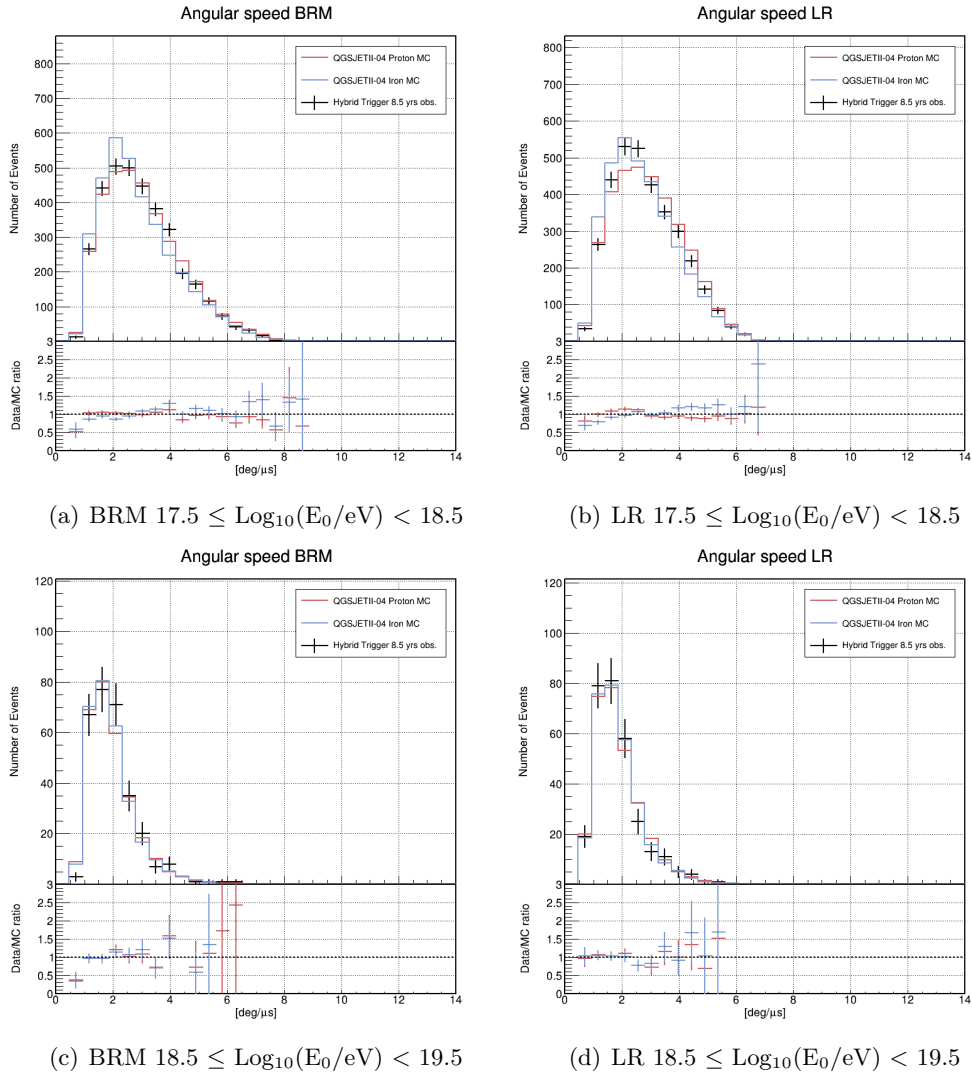 Angular speed BRM
Number of Events
800
700
600
500
400
300
200
100
QGSJETII-04 Proton MC
QGSJETII-04 Iron MC
Hybrid Trigger 8.5 yrs obs.
Data/MC ratio
3
2.5
2
1.5
1
0.5
0
0 2 4 6 8 10 12 14
[deg/μs]
(a) BRM 17.5 ≤ Log₁₀(E₀/eV) < 18.5
Angular speed LR
Number of Events
800
700
600
500
400
300
200
100
QGSJETII-04 Proton MC
QGSJETII-04 Iron MC
Hybrid Trigger 8.5 yrs obs.
Data/MC ratio
3
2.5
2
1.5
1
0.5
0
0 2 4 6 8 10 12 14
[deg/μs]
(b) LR 17.5 ≤ Log₁₀(E₀/eV) < 18.5
Angular speed BRM
Number of Events
120
100
80
60
40
20
QGSJETII-04 Proton MC
QGSJETII-04 Iron MC
Hybrid Trigger 8.5 yrs obs.
Data/MC ratio
3
2.5
2
1.5
1
0.5
0
0 2 4 6 8 10 12 14
[deg/μs]
(c) BRM 18.5 ≤ Log₁₀(E₀/eV) < 19.5
Angular speed LR
Number of Events
120
100
80
60
40
20
QGSJETII-04 Proton MC
QGSJETII-04 Iron MC
Hybrid Trigger 8.5 yrs obs.
Data/MC ratio
3
2.5
2
1.5
1
0.5
0
0 2 4 6 8 10 12 14
[deg/μs]
(d) LR 18.5 ≤ Log₁₀(E₀/eV) < 19.5